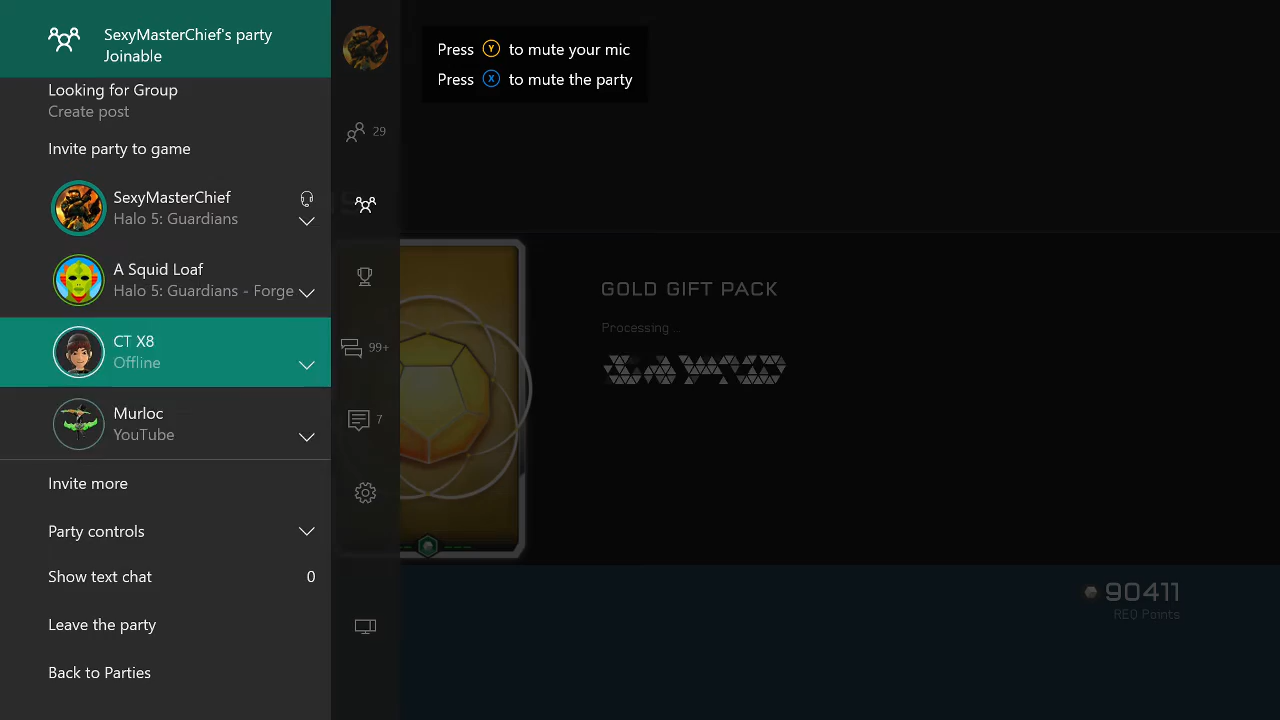 SexyMasterChief's party
Joinable
Looking for Group
Create post
Invite party to game
SexyMasterChief
Halo 5: Guardians
A Squid Loaf
Halo 5: Guardians - Forge
CT X8
Offline
Murloc
YouTube
Invite more
Party controls
Show text chat 0
Leave the party
Back to Parties
29
99+
7
Press Y to mute your mic
Press X to mute the party
GOLD GIFT PACK
Processing ..
90411
REQ Points